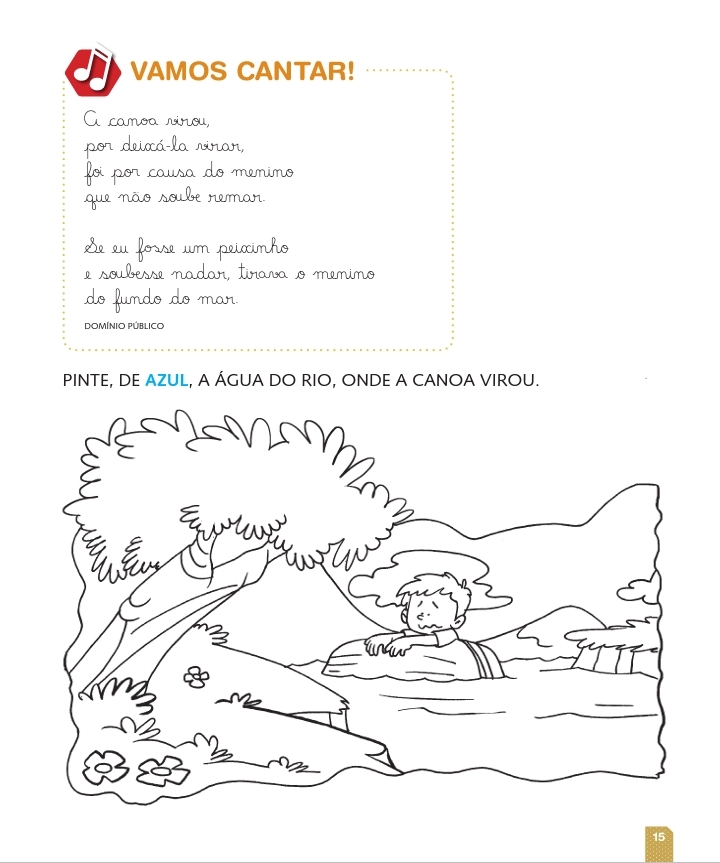 VAMOS CANTAR!
A canoa virou,
por deixá-la virar,
foi por causa do menino
que não soube remar.
Se eu fosse um peixinho
e soubesse nadar, tirava o menino
do fundo do mar.
DOMÍNIO PÚBLICO
PINTE, DE AZUL, A ÁGUA DO RIO, ONDE A CANOA VIROU.
15